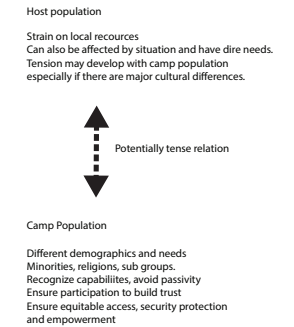 Host population
Strain on local recources
Can also be affected by situation and have dire needs.
Tension may develop with camp population
especially if there are major cultural differences.
Potentially tense relation
Camp Population
Different demographics and needs
Minorities, religions, sub groups.
Recognize capabiliites, avoid passivity
Ensure participation to build trust
Ensure equitable access, security protection
and empowerment